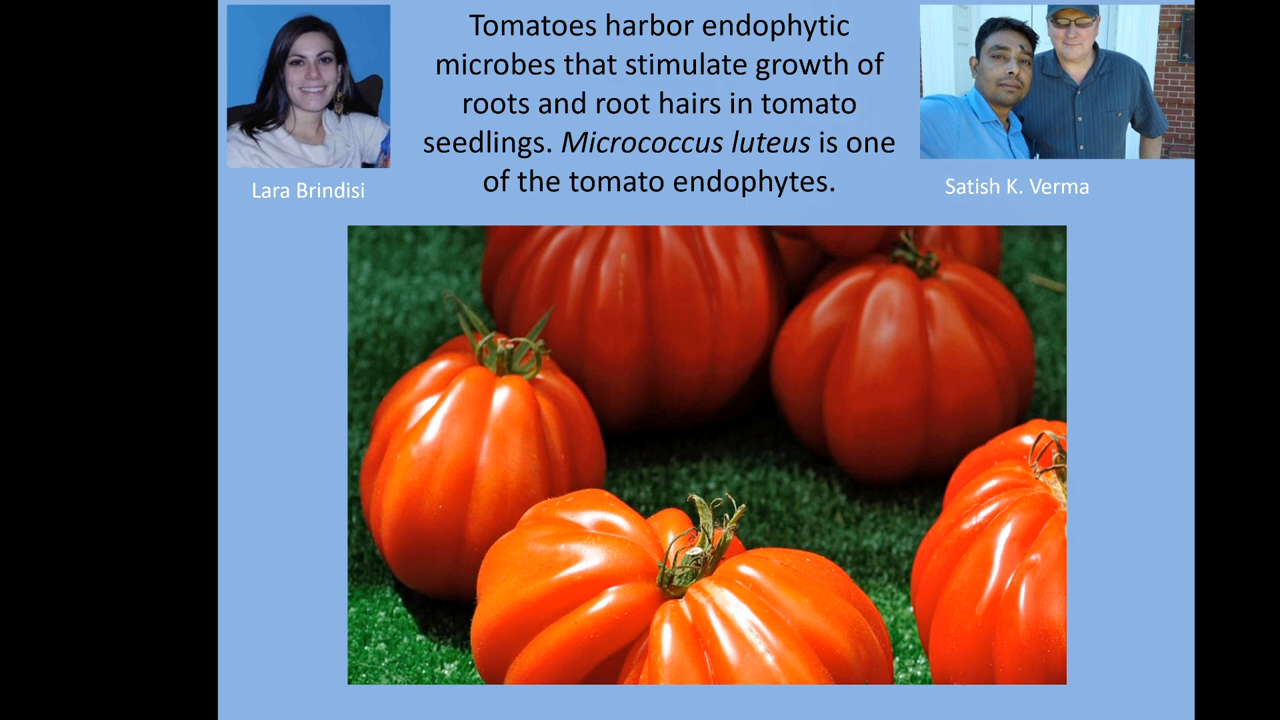 Tomatoes harbor endophytic
microbes that stimulate growth of
roots and root hairs in tomato
seedlings. Micrococcus luteus is one
of the tomato endophytes.
Lara Brindisi
Satish K. Verma